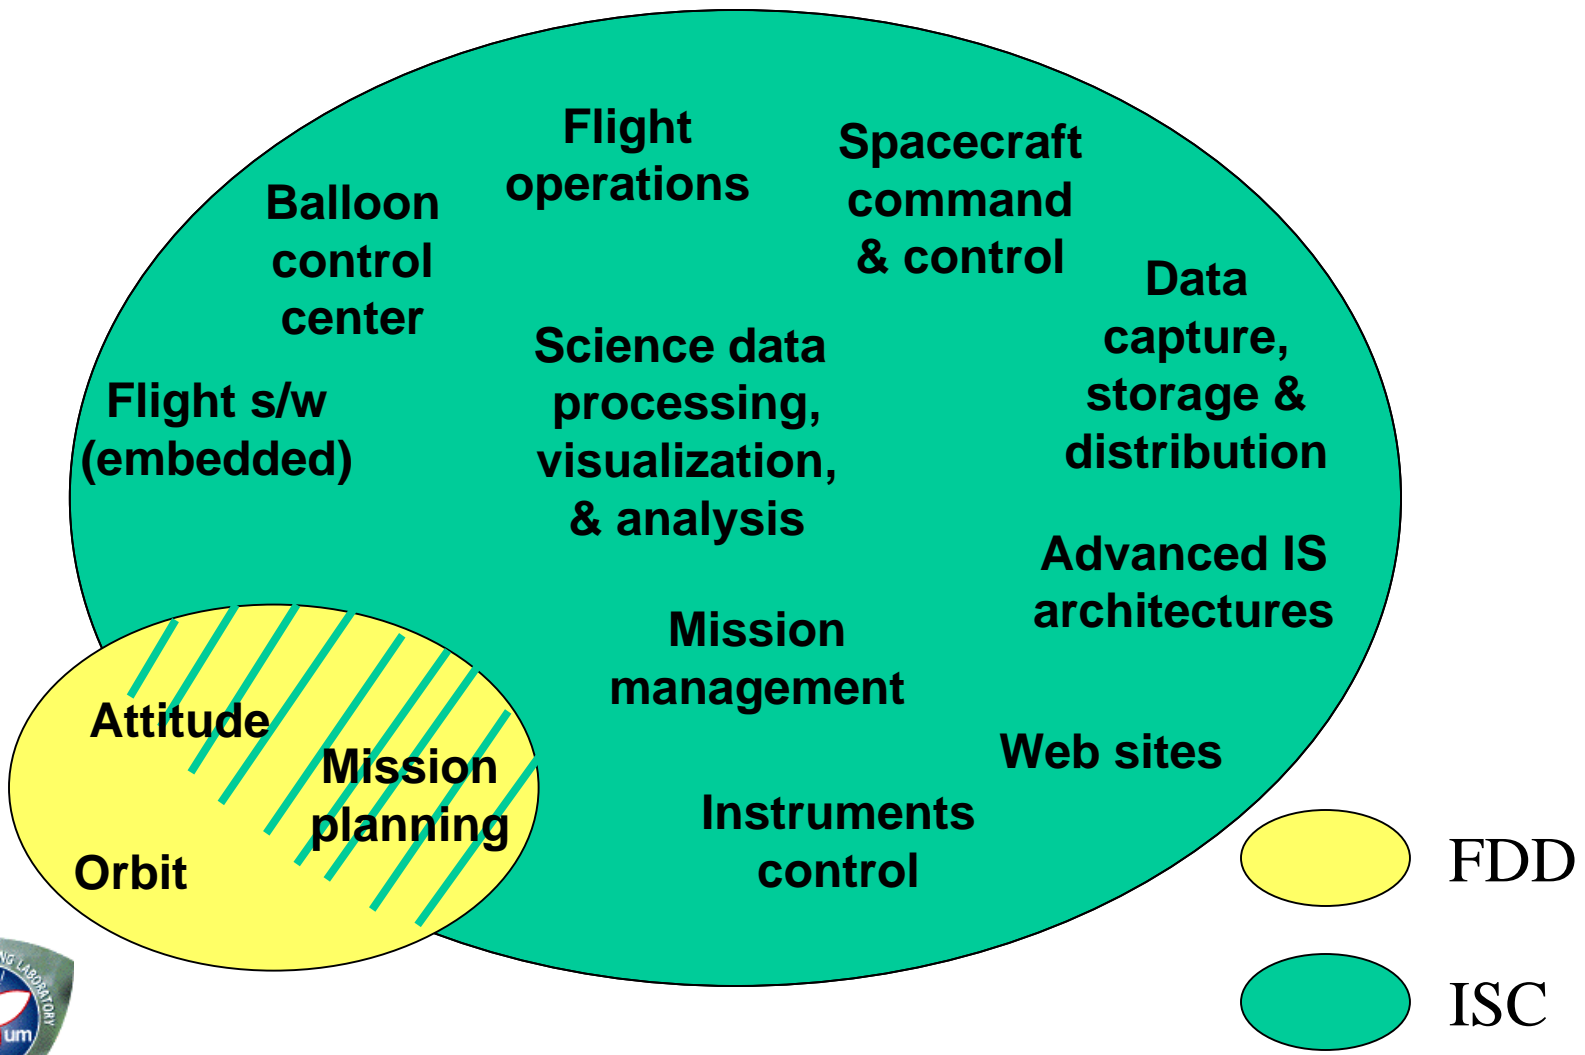 Flight
operations
Spacecraft
command
& control
Balloon
control
center
Data
capture,
storage &
distribution
Science data
processing,
visualization,
& analysis
Flight s/w
(embedded)
Advanced IS
architectures
Mission
management
Attitude
Mission
planning
Web sites
Instruments
control
Orbit
FDD
ISC
um